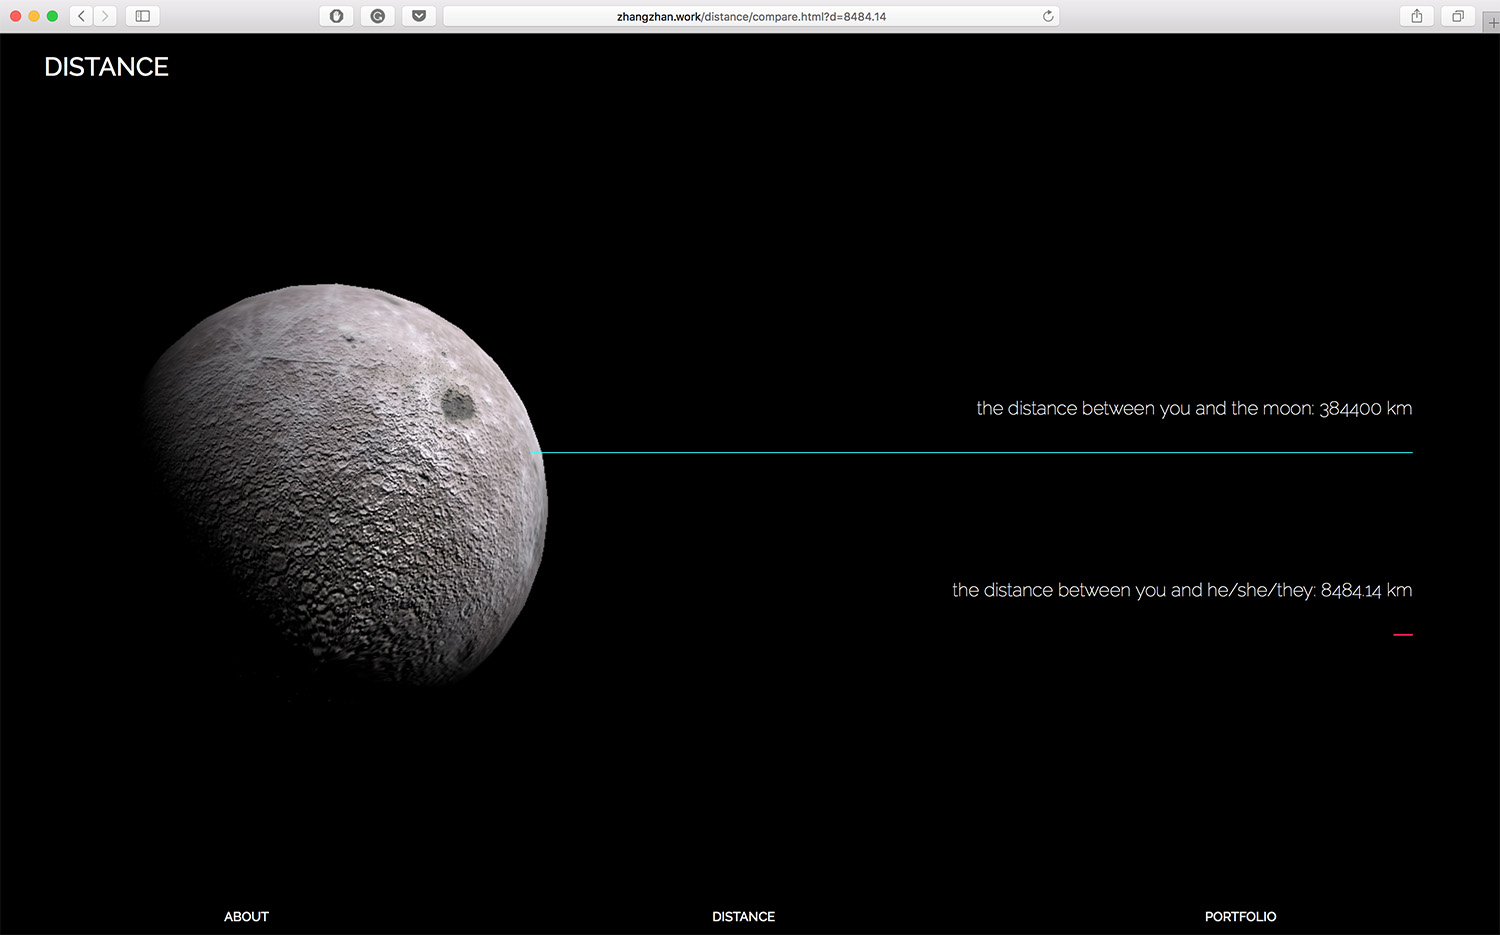 zhangzhan.work/distance/compare.html?d=8484.14
DISTANCE
the distance between you and the moon: 384400 km
the distance between you and he/she/they: 8484.14 km
ABOUT
DISTANCE
PORTFOLIO